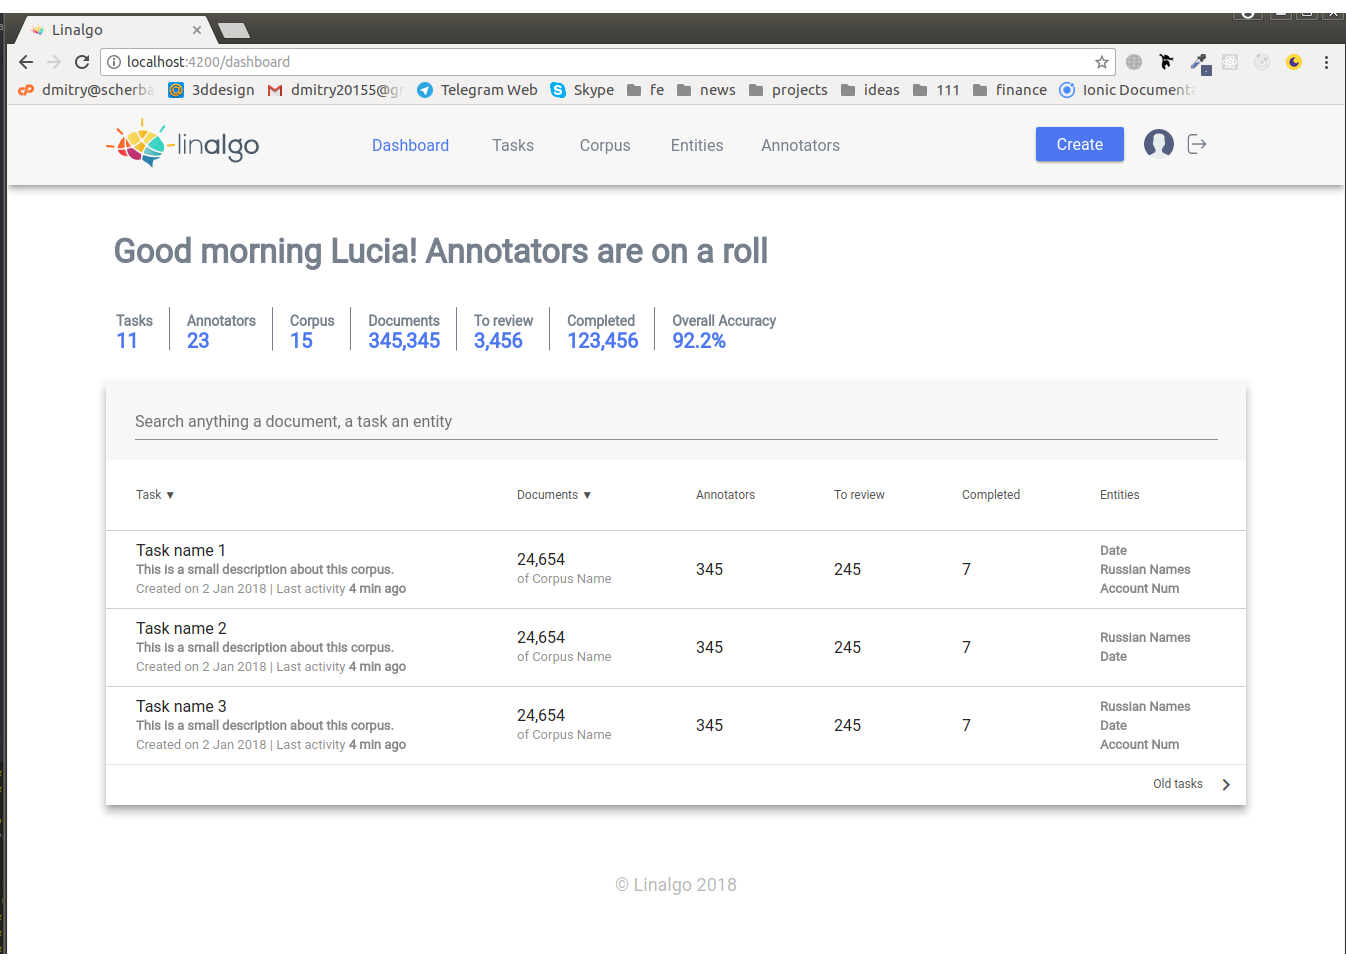 Linalgo
localhost:4200/dashboard
dmitry@scherba 3ddesign dmitry20155@g Telegram Web Skype fe news projects ideas 111 finance Ionic Documenta
linalgo Dashboard Tasks Corpus Entities Annotators Create
Good morning Lucia! Annotators are on a roll
Tasks Annotators Corpus Documents To review Completed Overall Accuracy
11 23 15 345,345 3,456 123,456 92.2%
Search anything a document, a task an entity
Task ▼ Documents ▼ Annotators To review Completed Entities
Task name 1
This is a small description about this corpus.
Created on 2 Jan 2018 | Last activity 4 min ago
24,654
of Corpus Name
345 245 7
Date
Russian Names
Account Num
Task name 2
This is a small description about this corpus.
Created on 2 Jan 2018 | Last activity 4 min ago
24,654
of Corpus Name
345 245 7
Russian Names
Date
Task name 3
This is a small description about this corpus.
Created on 2 Jan 2018 | Last activity 4 min ago
24,654
of Corpus Name
345 245 7
Russian Names
Date
Account Num
Old tasks
© Linalgo 2018